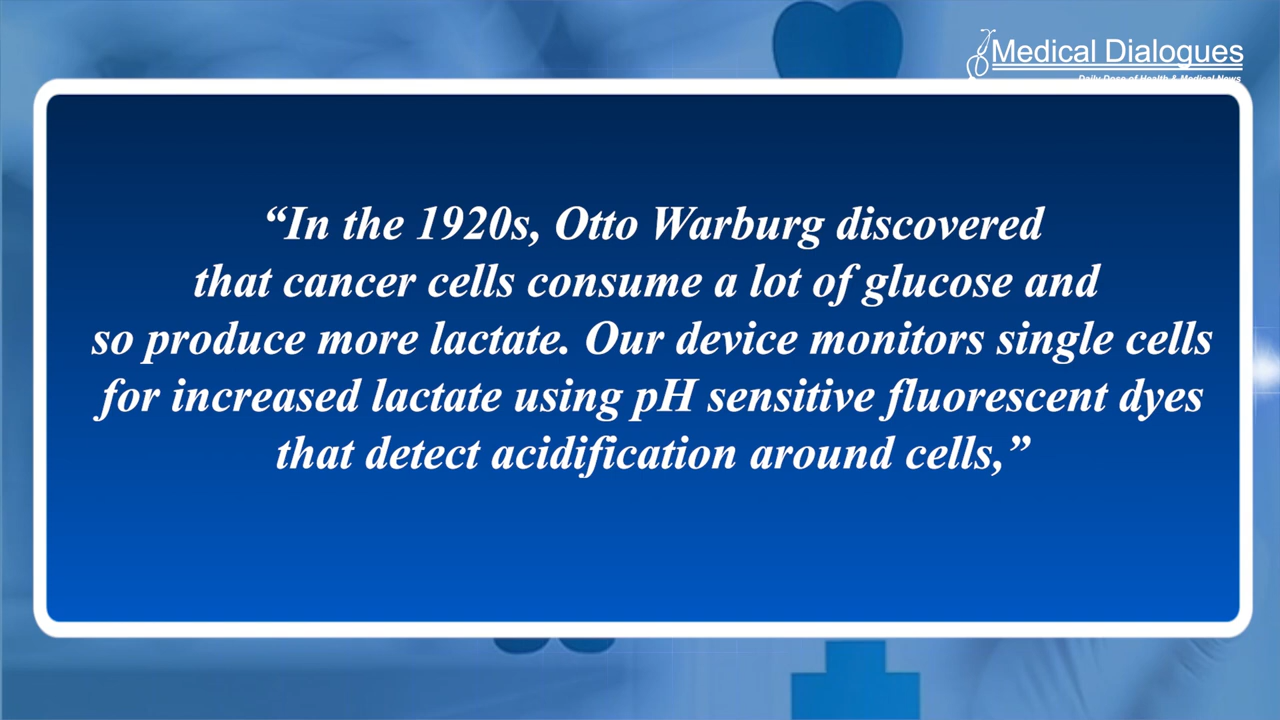 Medical Dialogues
Daily Dose of Health & Medical News
“In the 1920s, Otto Warburg discovered
that cancer cells consume a lot of glucose and
so produce more lactate. Our device monitors single cells
for increased lactate using pH sensitive fluorescent dyes
that detect acidification around cells,”